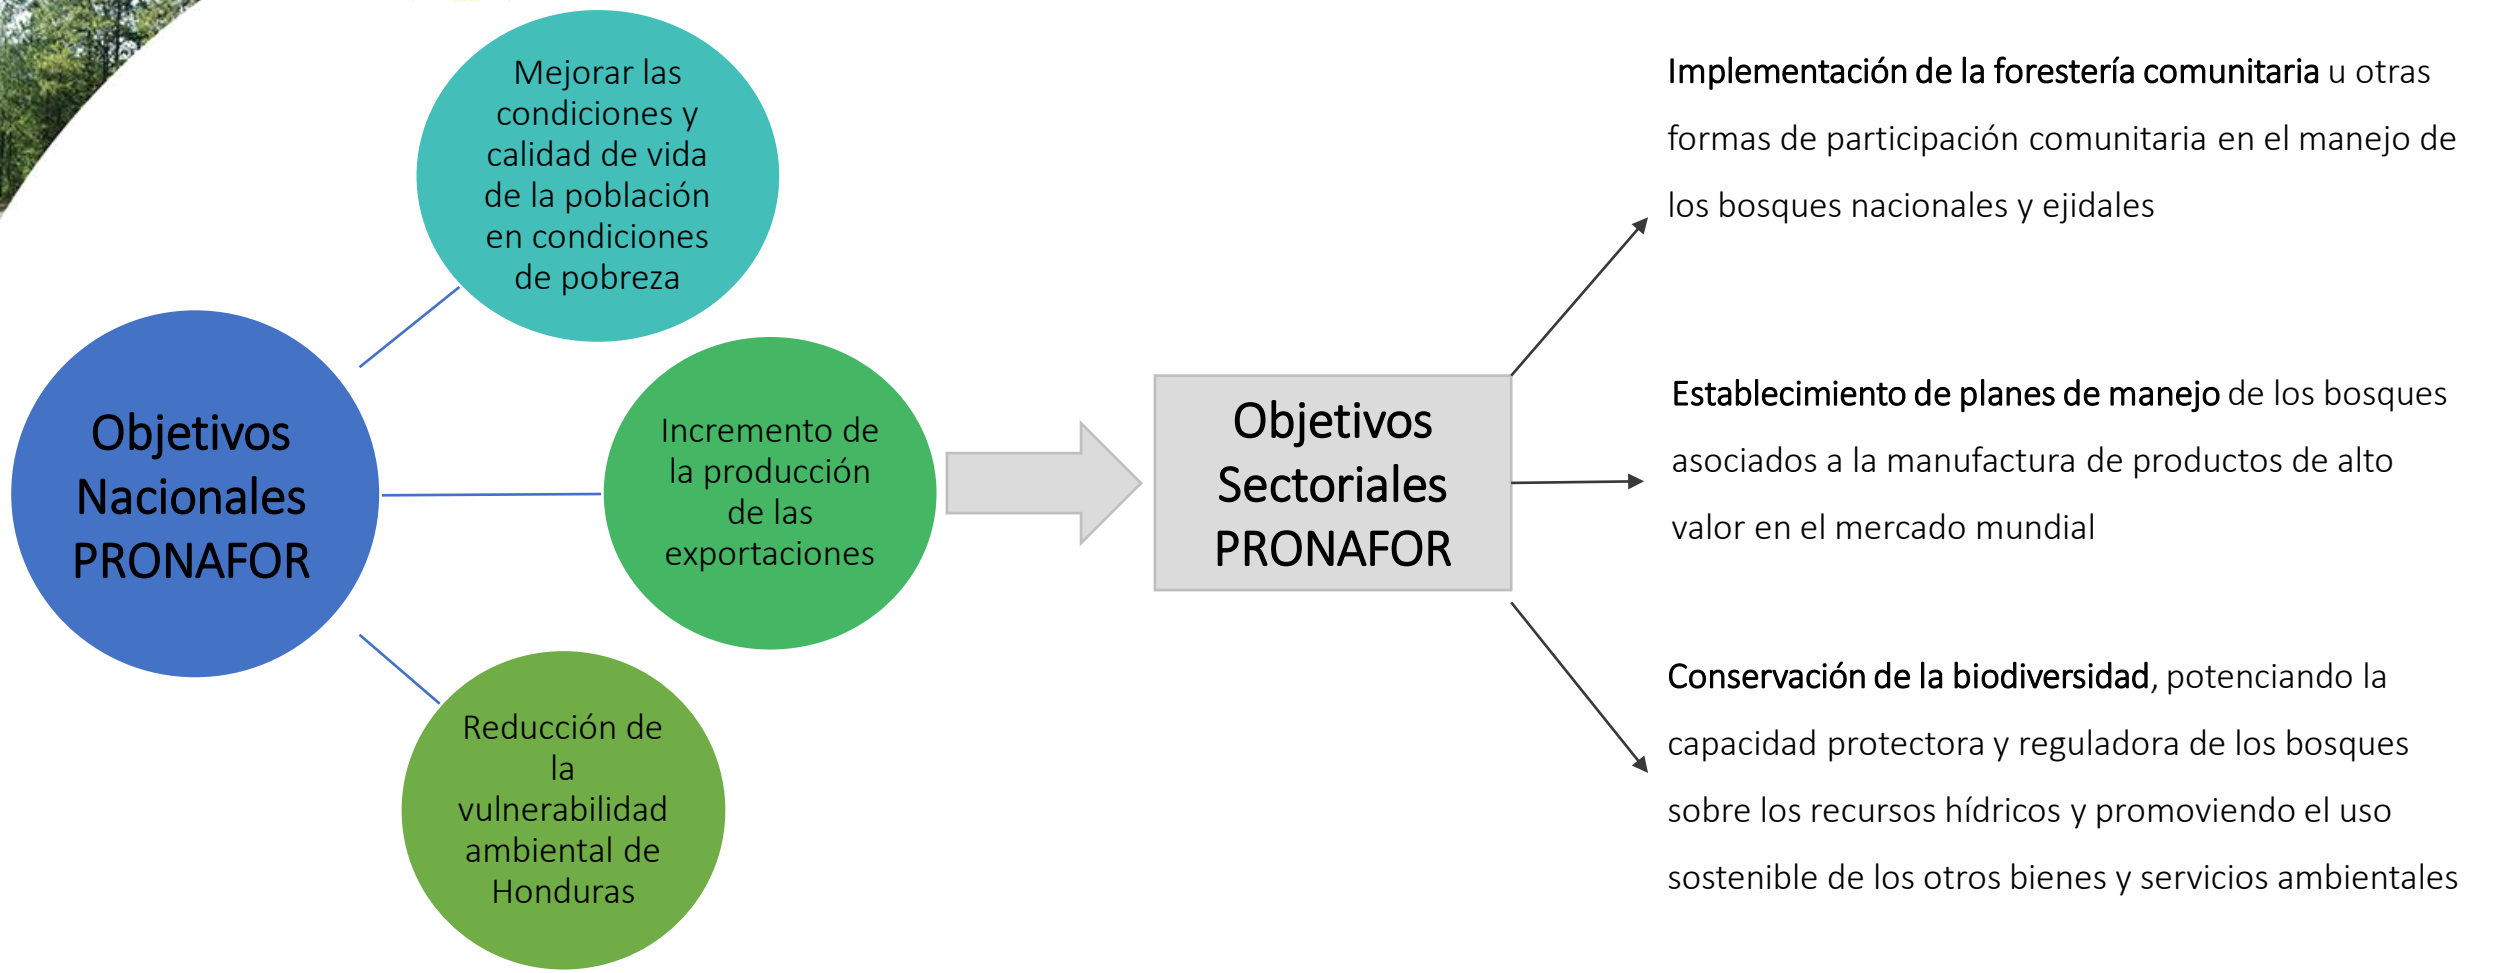 Objetivos
Nacionales
PRONAFOR
Mejorar las
condiciones y
calidad de vida
de la población
en condiciones
de pobreza
Incremento de
la producción
de las
exportaciones
Reducción de
la
vulnerabilidad
ambiental de
Honduras
Objetivos
Sectoriales
PRONAFOR
Implementación de la forestería comunitaria u otras
formas de participación comunitaria en el manejo de
los bosques nacionales y ejidales
Establecimiento de planes de manejo de los bosques
asociados a la manufactura de productos de alto
valor en el mercado mundial
Conservación de la biodiversidad, potenciando la
capacidad protectora y reguladora de los bosques
sobre los recursos hídricos y promoviendo el uso
sostenible de los otros bienes y servicios ambientales